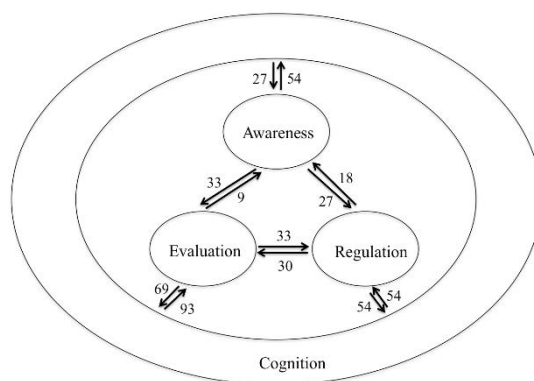 27 54
Awareness
33 18
9 27
Evaluation 33 Regulation
30
69 54
93 54
Cognition